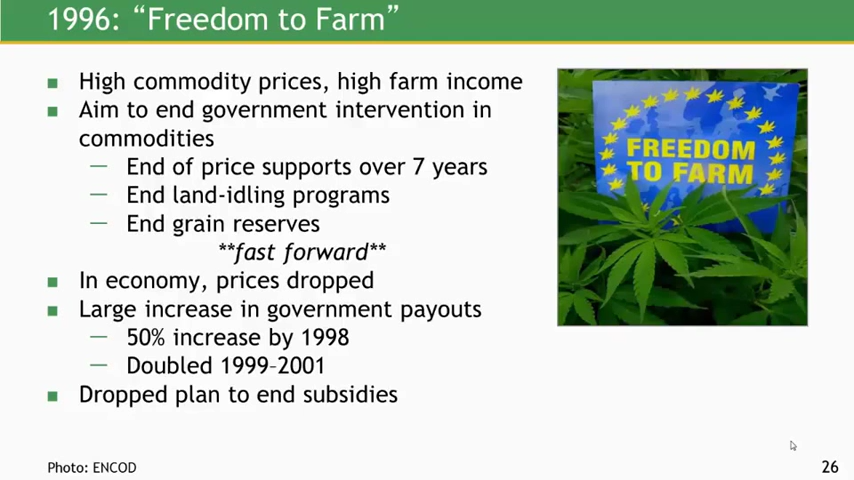 1996: “Freedom to Farm”
■ High commodity prices, high farm income
■ Aim to end government intervention in
commodities
— End of price supports over 7 years
— End land-idling programs
— End grain reserves
**fast forward**
■ In economy, prices dropped
■ Large increase in government payouts
— 50% increase by 1998
— Doubled 1999–2001
■ Dropped plan to end subsidies
FREEDOM
TO FARM
Photo: ENCOD
26